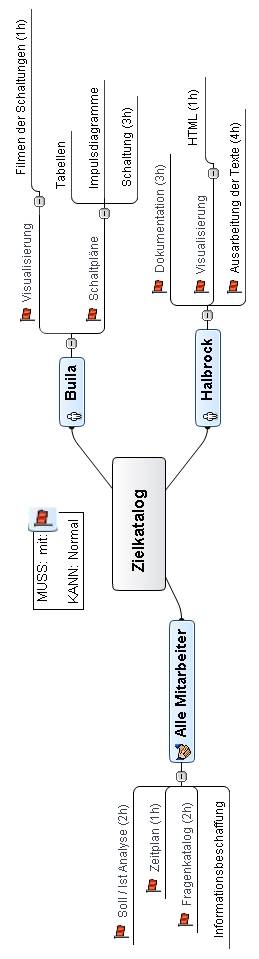 Zielkatalog
MUSS: mit:
KANN: Normal
Buila
Visualisierung
Filmen der Schaltungen (1h)
Schaltpläne
Tabellen
Impulsdiagramme
Schaltung (3h)
Halbrock
Dokumentation (3h)
Visualisierung
HTML (1h)
Ausarbeitung der Texte (4h)
Alle Mitarbeiter
Soll / Ist Analyse (2h)
Zeitplan (1h)
Fragenkatalog (2h)
Informationsbeschaffung